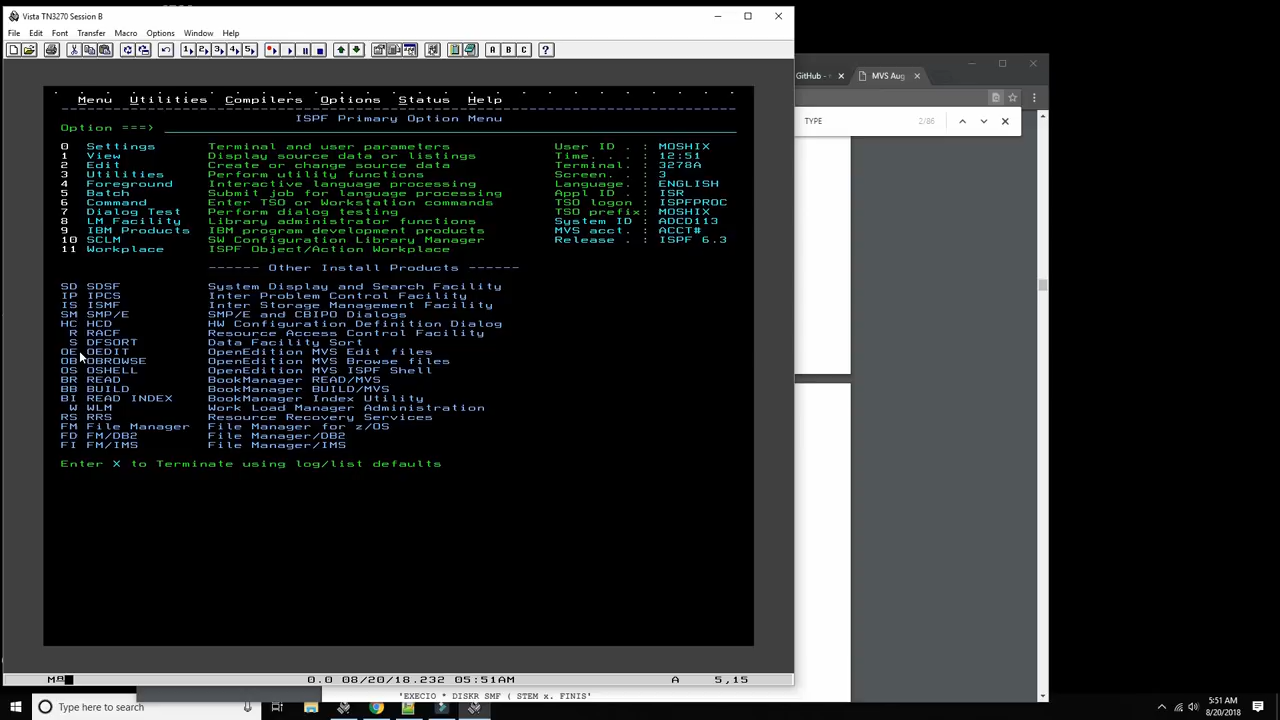 Vista TN3270 Session B
File Edit Font Transfer Macro Options Window Help
1 2 3 4 5 A B C ?
GitHub - MVS Aug
TYPE 2/86
Menu Utilities Compilers Options Status Help
ISPF Primary Option Menu
Option ===>
0 Settings Terminal and user parameters User ID . : MOSHIX
1 View Display source data or listings Time. . . : 12:51
2 Edit Create or change source data Terminal. : 3278A
3 Utilities Perform utility functions Screen. . : 3
4 Foreground Interactive language processing Language. : ENGLISH
5 Batch Submit job for language processing Appl ID . : ISR
6 Command Enter TSO or Workstation commands TSO logon : ISPFPROC
7 Dialog Test Perform dialog testing TSO prefix: MOSHIX
8 LM Facility Library administrator functions System ID : ADCD113
9 IBM Products IBM program development products MVS acct. : ACCT#
10 SCLM SW Configuration Library Manager Release . : ISPF 6.3
11 Workplace ISPF Object/Action Workplace
------ Other Install Products ------
SD SDSF System Display and Search Facility
IP IPCS Inter Problem Control Facility
IS ISMF Inter Storage Management Facility
SM SMP/E SMP/E and CBIPO Dialogs
HC HCD HW Configuration Definition Dialog
R RACF Resource Access Control Facility
S DFSORT Data Facility Sort
OE OEDIT OpenEdition MVS Edit files
OB OBROWSE OpenEdition MVS Browse files
OS OSHELL OpenEdition MVS ISPF Shell
BR READ BookManager READ/MVS
BB BUILD BookManager BUILD/MVS
BI READ INDEX BookManager Index Utility
W WLM Work Load Manager Administration
RS RRS Resource Recovery Services
FM File Manager File Manager for z/OS
FD FM/DB2 File Manager/DB2
FI FM/IMS File Manager/IMS
Enter X to Terminate using log/list defaults
0.0 08/20/18.232 05:51AM A 5,15
'EXECIO * DISKR SMF ( STEM x. FINIS'
Type here to search
5:51 AM
8/20/2018